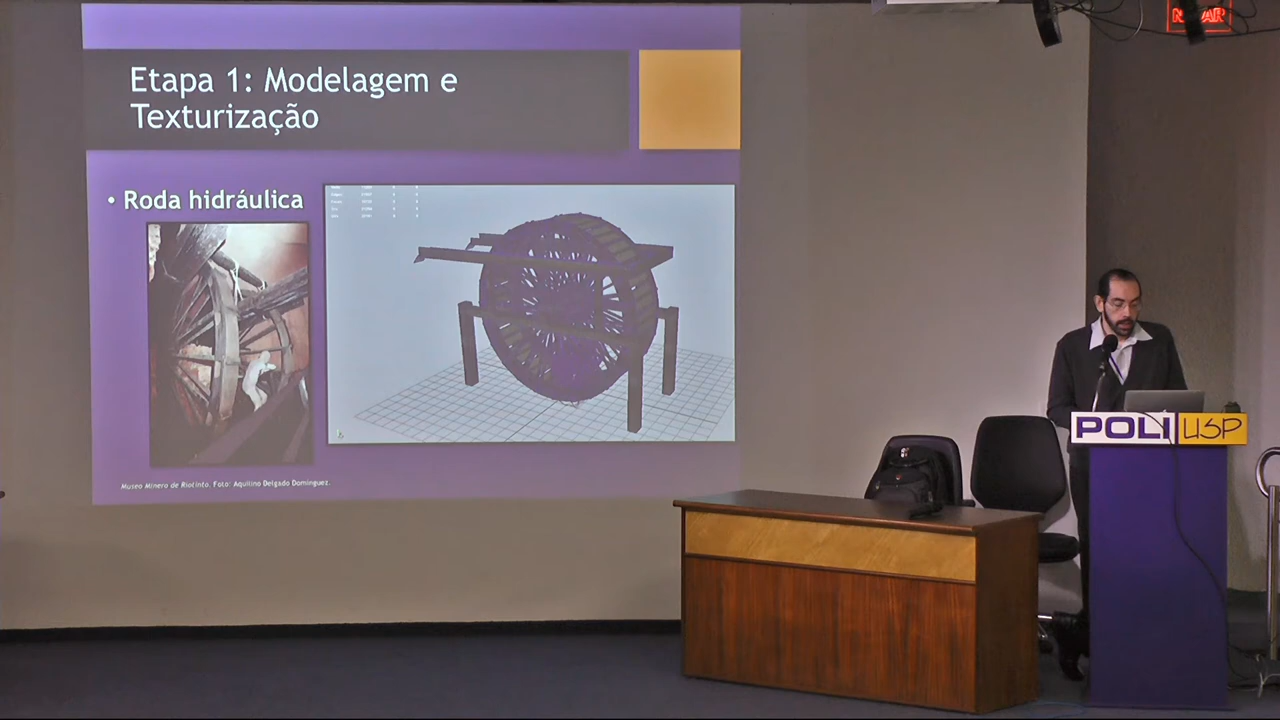 Etapa 1: Modelagem e
Texturização
• Roda hidráulica
Museo Minero de Riotinto. Foto: Aquilino Delgado Domínguez.
POLI USP